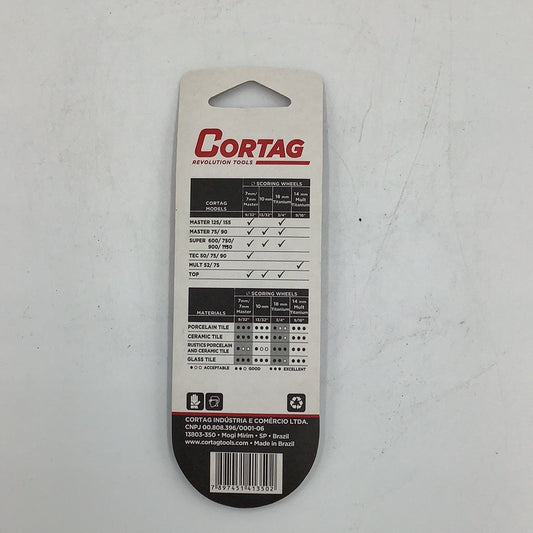 CORTAG
REVOLUTION TOOLS
CORTAG MODELS
SCORING WHEELS
7mm/ 7mm Master 10 mm 18 mm Titanium 14 mm Mult Titanium
9/32" 13/32" 3/4" 9/16"
MASTER 125/ 155 ✓ ✓
MASTER 75/ 90 ✓ ✓ ✓
SUPER 600/ 750/ 900/ 1150 ✓ ✓ ✓
TEC 50/ 75/ 90 ✓
MULT 52/ 75 ✓
TOP ✓ ✓ ✓
MATERIALS
SCORING WHEELS
7mm/ 7mm Master 10 mm 18 mm Titanium 14 mm Mult Titanium
9/32" 13/32" 3/4" 9/16"
PORCELAIN TILE
CERAMIC TILE
RUSTICS PORCELAIN AND CERAMIC TILE
GLASS TILE
ACCEPTABLE GOOD EXCELLENT
CORTAG INDÚSTRIA E COMÉRCIO LTDA.
CNPJ 00.808.396/0001-06
13803-350 • Mogi Mirim • SP • Brazil
www.cortagtools.com • Made in Brazil
7 897451 413502